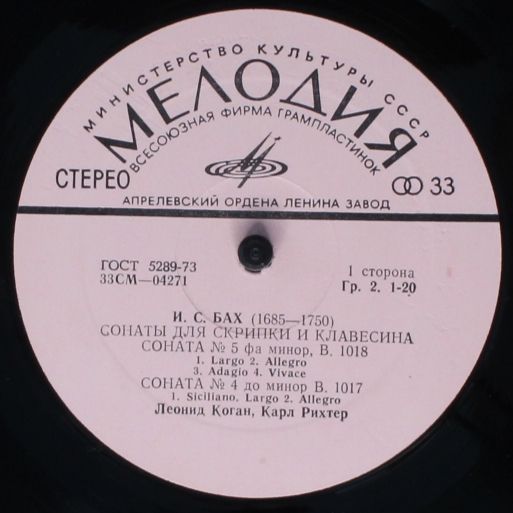 МИНИСТЕРСТВО КУЛЬТУРЫ СССР
МЕЛОДИЯ
ВСЕСОЮЗНАЯ ФИРМА ГРАМПЛАСТИНОК
СТЕРЕО
33
АПРЕЛЕВСКИЙ ОРДЕНА ЛЕНИНА ЗАВОД
ГОСТ 5289-73
33СМ—04271
1 сторона
Гр. 2. 1-20
И. С. БАХ (1685—1750)
СОНАТЫ ДЛЯ СКРИПКИ И КЛАВЕСИНА
СОНАТА № 5 фа минор, В. 1018
1. Largo 2. Allegro
3. Adagio 4. Vivace
СОНАТА № 4 до минор В. 1017
1. Siciliano. Largo 2. Allegro
Леонид Коган, Карл Рихтер